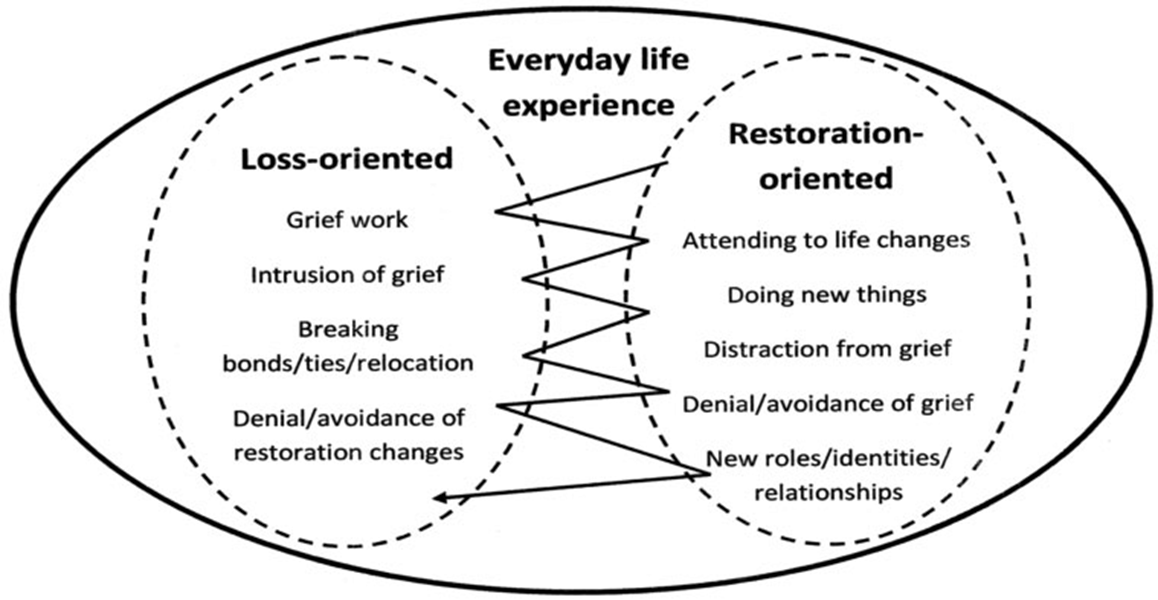 Everyday life
experience
Loss-oriented
Grief work
Intrusion of grief
Breaking
bonds/ties/relocation
Denial/avoidance of
restoration changes
Restoration-
oriented
Attending to life changes
Doing new things
Distraction from grief
Denial/avoidance of grief
New roles/identities/
relationships